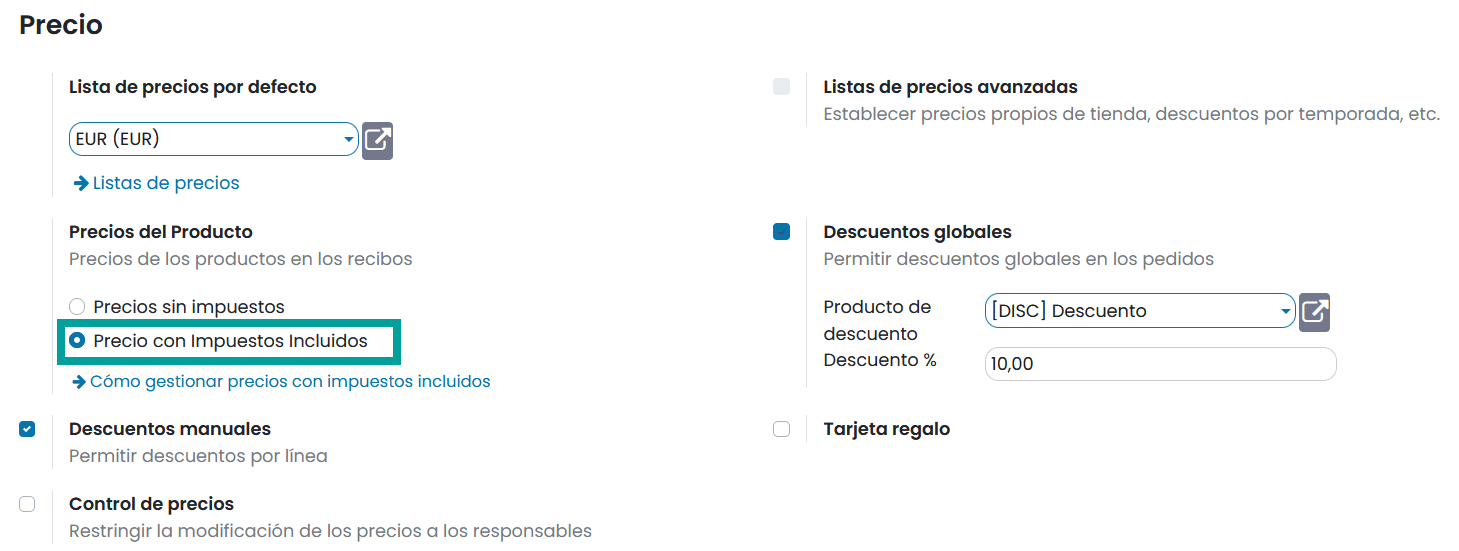 Precio
Lista de precios por defecto
EUR (EUR)
Listas de precios
Listas de precios avanzadas
Establecer precios propios de tienda, descuentos por temporada, etc.
Precios del Producto
Precios de los productos en los recibos
Precios sin impuestos
Precio con Impuestos Incluidos
Cómo gestionar precios con impuestos incluidos
Descuentos globales
Permitir descuentos globales en los pedidos
Producto de
descuento
[DISC] Descuento
Descuento %
10,00
Descuentos manuales
Permitir descuentos por línea
Tarjeta regalo
Control de precios
Restringir la modificación de los precios a los responsables